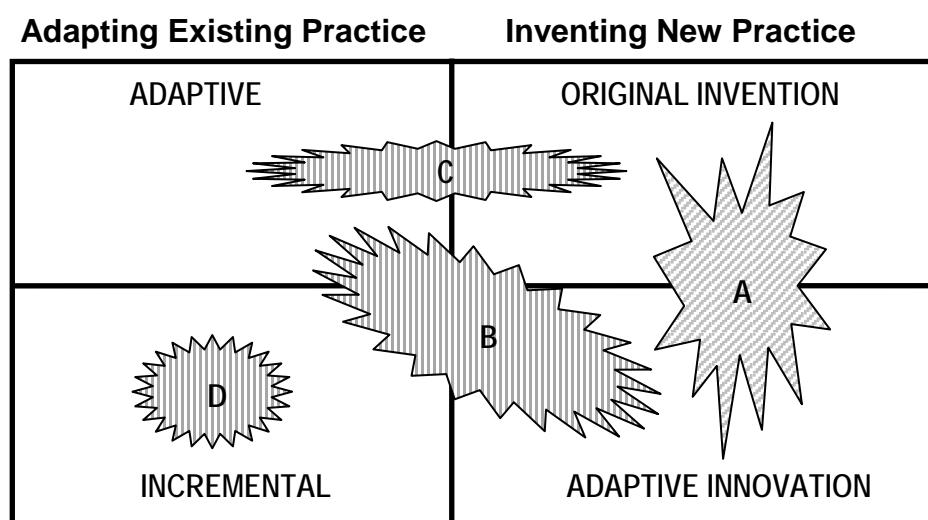 Adapting Existing Practice Inventing New Practice
ADAPTIVE ORIGINAL INVENTION
C
A
B
D
INCREMENTAL ADAPTIVE INNOVATION